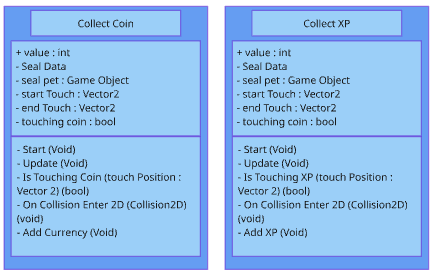 Collect Coin
+ value : int
- Seal Data
- seal pet : Game Object
- start Touch : Vector2
- end Touch : Vector2
- touching coin : bool
- Start (Void)
- Update (Void)
- Is Touching Coin (touch Position :
Vector 2) (bool)
- On Collision Enter 2D (Collision2D)
(void)
- Add Currency (Void)
Collect XP
+ value : int
- Seal Data
- seal pet : Game Object
- start Touch : Vector2
- end Touch : Vector2
- touching coin : bool
- Start (Void)
- Update (Void)
- Is Touching XP (touch Position :
Vector 2) (bool)
- On Collision Enter 2D (Collision2D)
(void)
- Add XP (Void)